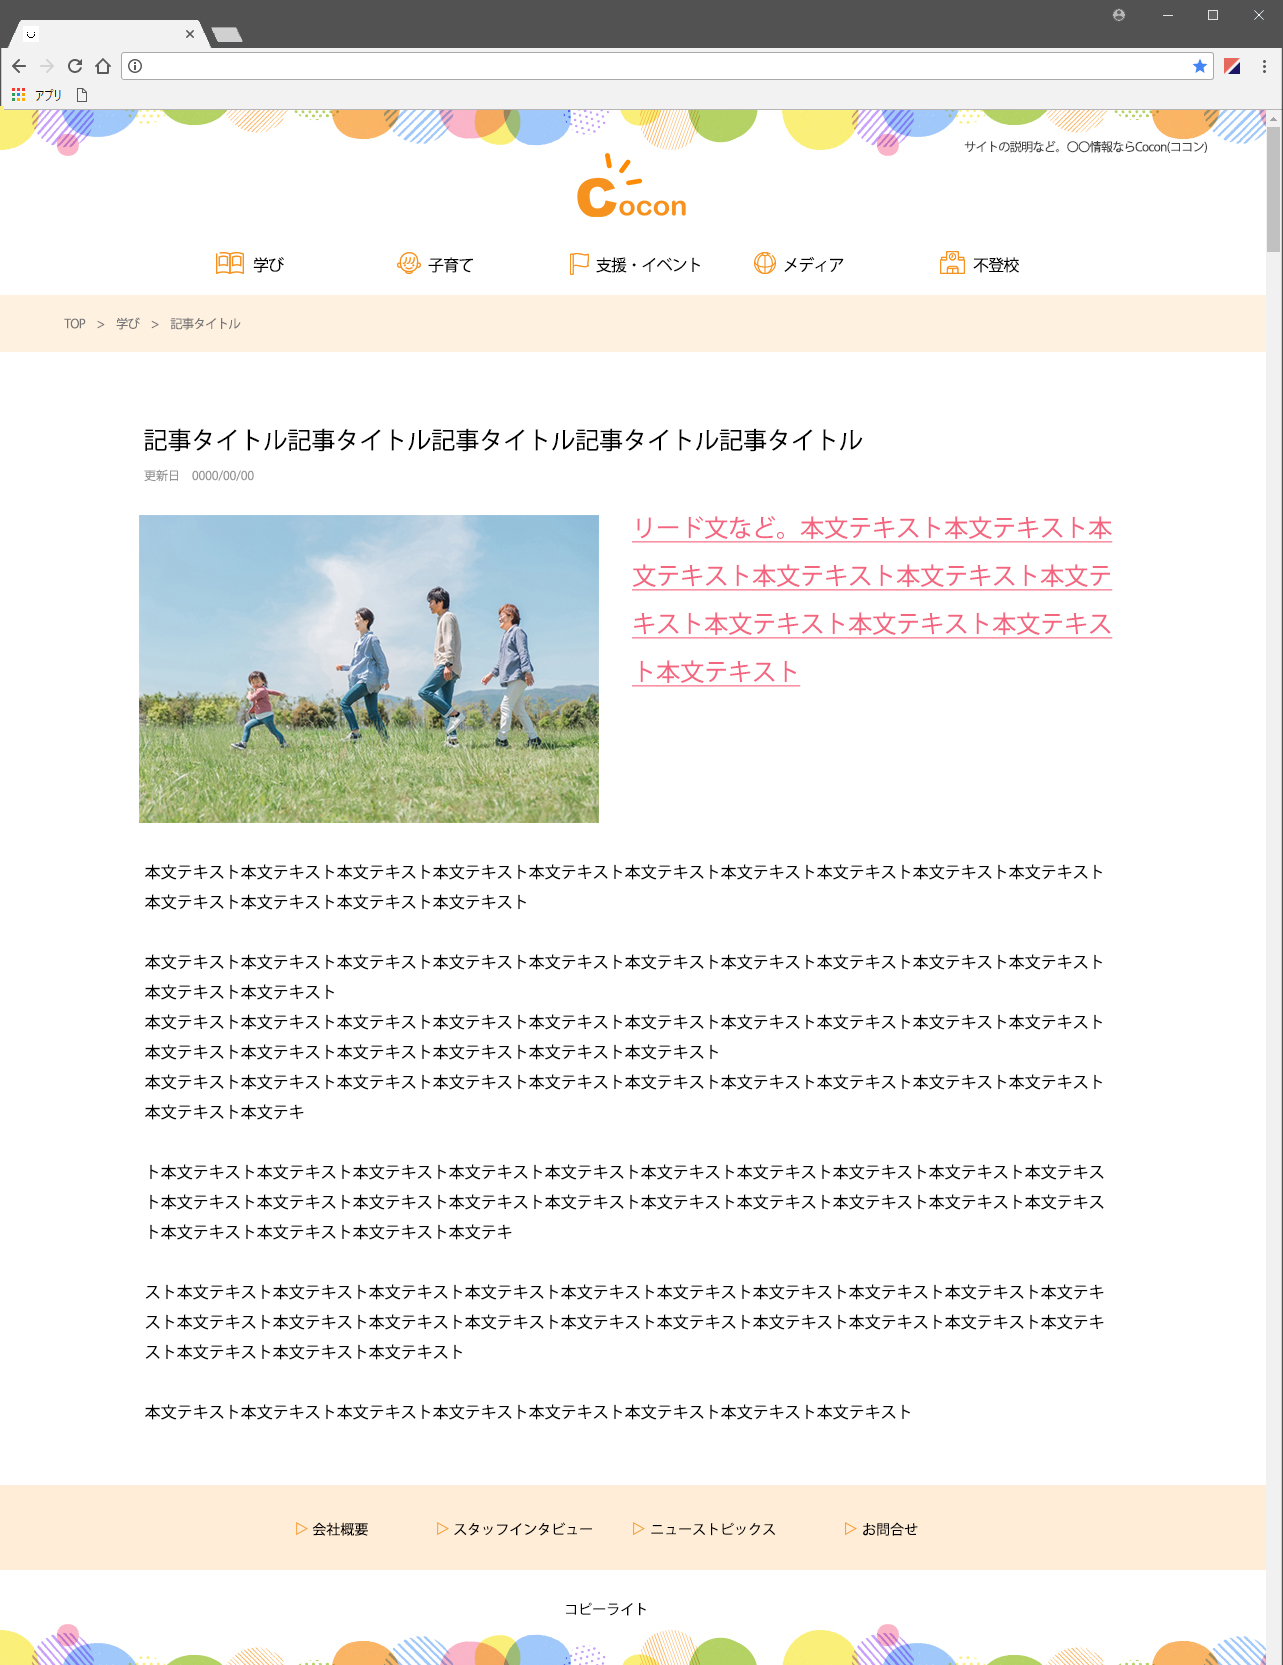 アプリ
サイトの説明など。〇〇情報ならCocon(ココン)
Cocon
学び
子育て
支援・イベント
メディア
不登校
TOP > 学び > 記事タイトル
記事タイトル記事タイトル記事タイトル記事タイトル記事タイトル
更新日 0000/00/00
リード文など。本文テキスト本文テキスト本
文テキスト本文テキスト本文テキスト本文テ
キスト本文テキスト本文テキスト本文テキス
ト本文テキスト
本文テキスト本文テキスト本文テキスト本文テキスト本文テキスト本文テキスト本文テキスト本文テキスト本文テキスト本文テキスト
本文テキスト本文テキスト本文テキスト本文テキスト
本文テキスト本文テキスト本文テキスト本文テキスト本文テキスト本文テキスト本文テキスト本文テキスト本文テキスト本文テキスト
本文テキスト本文テキスト
本文テキスト本文テキスト本文テキスト本文テキスト本文テキスト本文テキスト本文テキスト本文テキスト本文テキスト本文テキスト
本文テキスト本文テキスト本文テキスト本文テキスト本文テキスト本文テキスト
本文テキスト本文テキスト本文テキスト本文テキスト本文テキスト本文テキスト本文テキスト本文テキスト本文テキスト本文テキスト
本文テキスト本文テキ
ト本文テキスト本文テキスト本文テキスト本文テキスト本文テキスト本文テキスト本文テキスト本文テキスト本文テキスト本文テキス
ト本文テキスト本文テキスト本文テキスト本文テキスト本文テキスト本文テキスト本文テキスト本文テキスト本文テキスト本文テキス
ト本文テキスト本文テキスト本文テキスト本文テキ
スト本文テキスト本文テキスト本文テキスト本文テキスト本文テキスト本文テキスト本文テキスト本文テキスト本文テキスト本文テキ
スト本文テキスト本文テキスト本文テキスト本文テキスト本文テキスト本文テキスト本文テキスト本文テキスト本文テキスト本文テキ
スト本文テキスト本文テキスト本文テキスト
本文テキスト本文テキスト本文テキスト本文テキスト本文テキスト本文テキスト本文テキスト本文テキスト
▷ 会社概要
▷ スタッフインタビュー
▷ ニューストピックス
▷ お問合せ
コピーライト